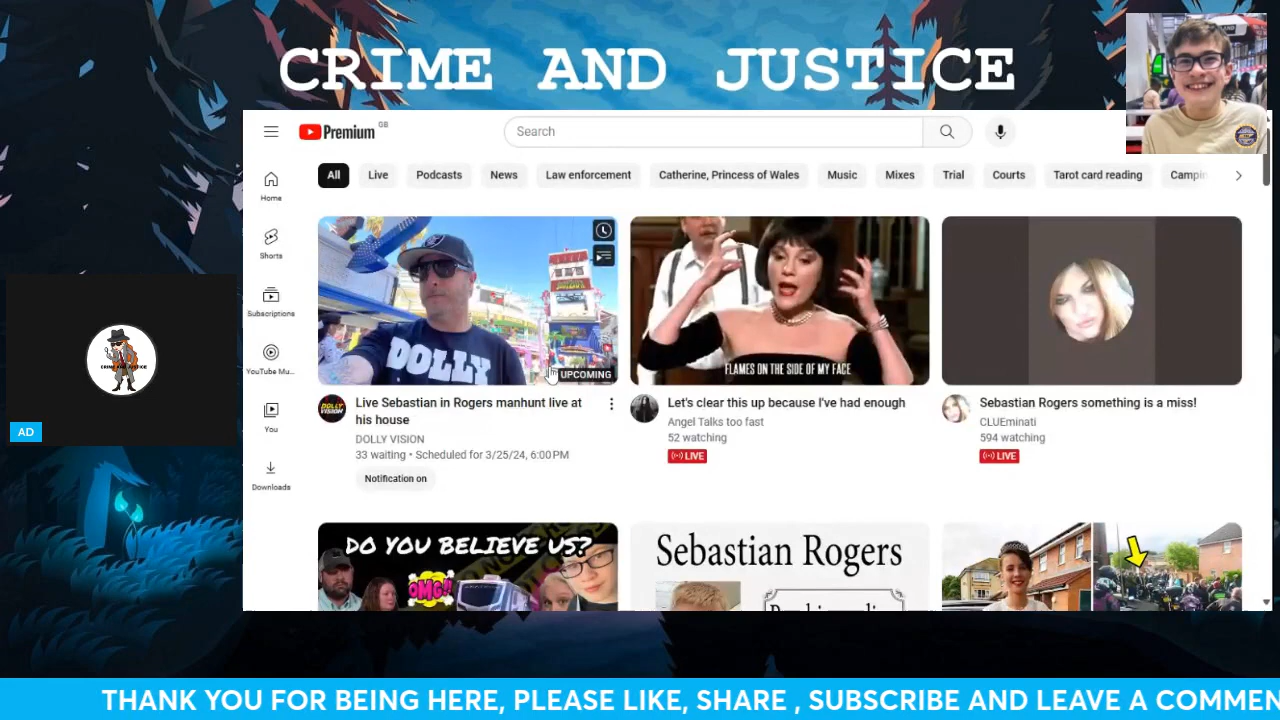 CRIME AND JUSTICE
Premium GB
Search
All
Live
Podcasts
News
Law enforcement
Catherine, Princess of Wales
Music
Mixes
Trial
Courts
Tarot card reading
Campin
Home
Shorts
Subscriptions
YouTube Mu...
You
Downloads
DOLLY
UPCOMING
Live Sebastian in Rogers manhunt live at
his house
DOLLY VISION
33 waiting • Scheduled for 3/25/24, 6:00 PM
Notification on
FLAMES ON THE SIDE OF MY FACE
Let's clear this up because I've had enough
Angel Talks too fast
52 watching
LIVE
Sebastian Rogers something is a miss!
CLUEminati
594 watching
LIVE
DO YOU BELIEVE US?
OMG!!
Sebastian Rogers
CRIME AND JUSTICE
AD
THANK YOU FOR BEING HERE, PLEASE LIKE, SHARE , SUBSCRIBE AND LEAVE A COMMEN